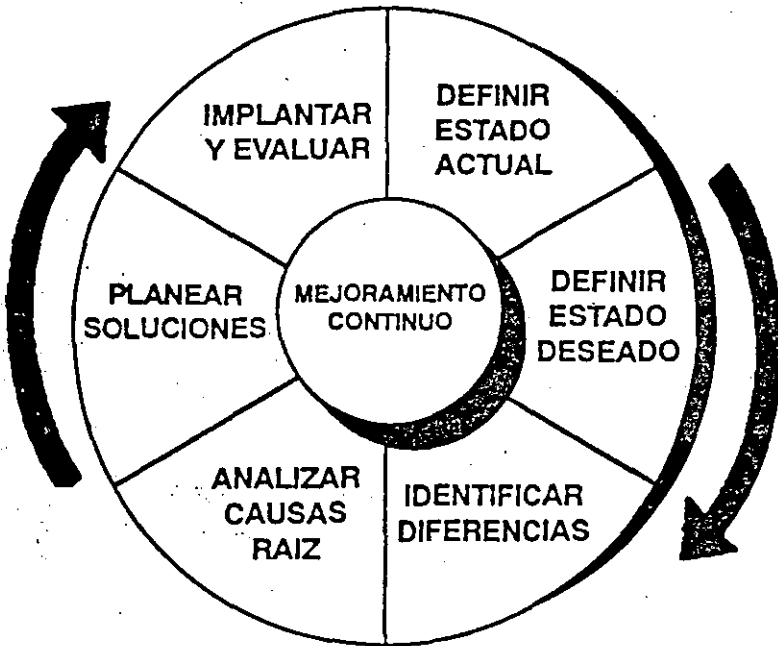 IMPLANTAR
Y EVALUAR
DEFINIR
ESTADO
ACTUAL
PLANEAR
SOLUCIONES
MEJORAMIENTO
CONTINUO
DEFINIR
ESTADO
DESEADO
ANALIZAR
CAUSAS
RAIZ
IDENTIFICAR
DIFERENCIAS